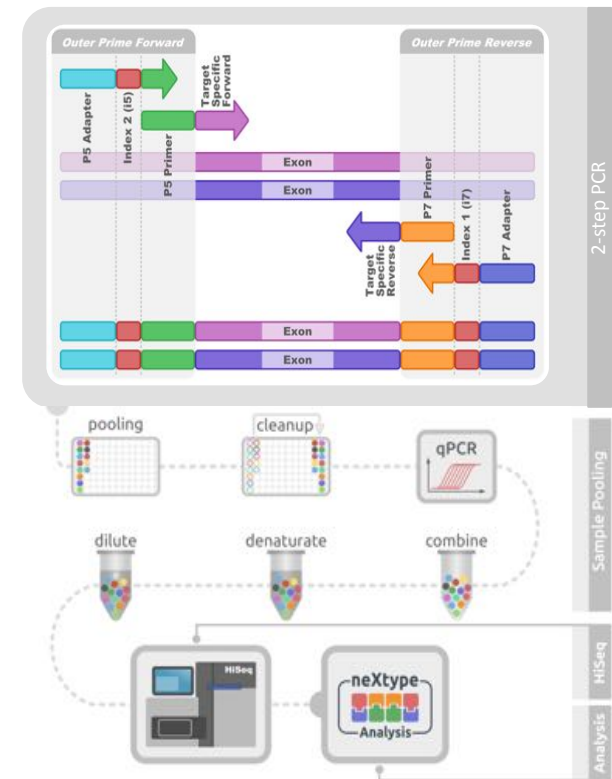 Outer Prime Forward
Outer Prime Reverse
P5 Adapter
Index 2 (i5)
P5 Primer
Target
Specific
Forward
Exon
Exon
P7 Primer
Index 1 (i7)
P7 Adapter
Target
Specific
Reverse
Exon
Exon
2-step PCR
pooling
cleanup
qPCR
Sample Pooling
dilute
denaturate
combine
HiSeq
HiSeq
neXtype
Analysis
Analysis